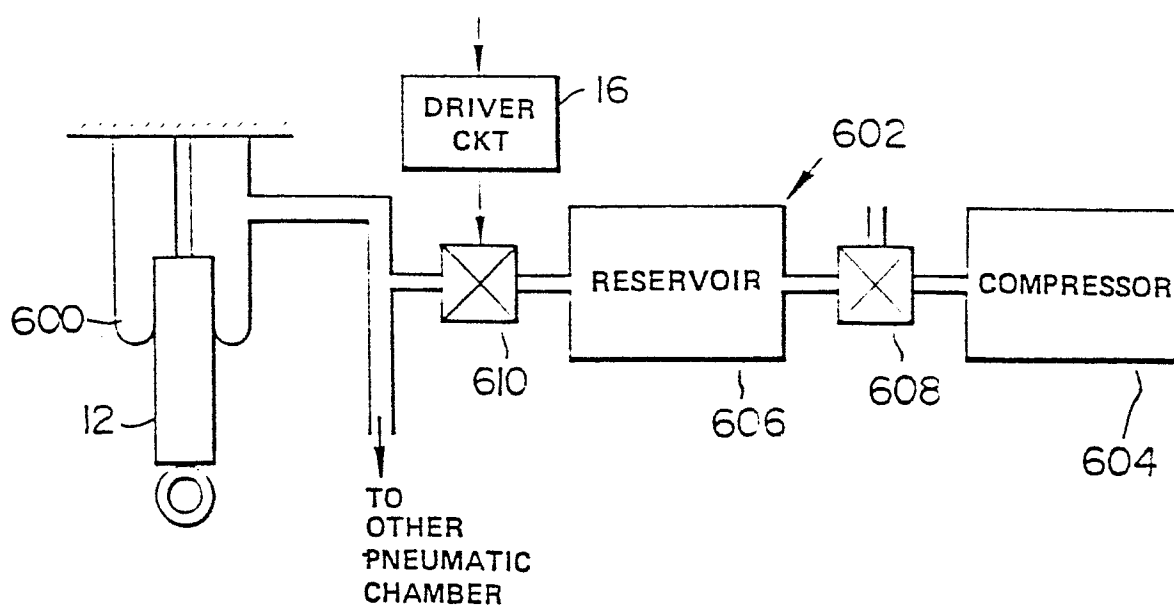 DRIVER
CKT
16
602
RESERVOIR
COMPRESSOR
600
610
608
606
12
604
TO
OTHER
PNEUMATIC
CHAMBER